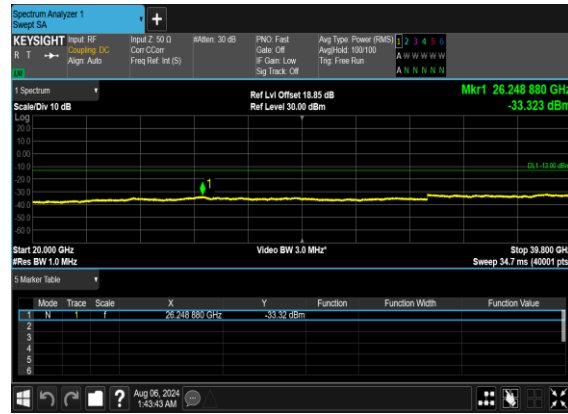 Spectrum Analyzer 1
Swept SA
+
KEYSIGHT Input: RF Input Z: 50 Ω #Atten: 30 dB PNO: Fast Avg Type: Power (RMS) 1 2 3 4 5 6
R T Coupling: DC Corr CCorr Gate: Off Avg|Hold: 100/100 A W W W W W
Align: Auto Freq Ref: Int (S) IF Gain: Low Trig: Free Run
Sig Track: Off A N N N N N
LW
1 Spectrum Ref Lvl Offset 18.85 dB Mkr1 26.248 880 GHz
Scale/Div 10 dB Ref Level 30.00 dBm -33.323 dBm
Log
20.0
10.0
0.00
-10.0 DL1 -13.00 dBm
-20.0
-30.0 1
-40.0
-50.0
-60.0
Start 20.000 GHz Video BW 3.0 MHz* Stop 39.800 GHz
#Res BW 1.0 MHz Sweep 34.7 ms (40001 pts)
5 Marker Table
Mode Trace Scale X Y Function Function Width Function Value
1 N 1 f 26.248 880 GHz -33.32 dBm
2
3
4
5
6
? Aug 06, 2024
1:43:43 AM